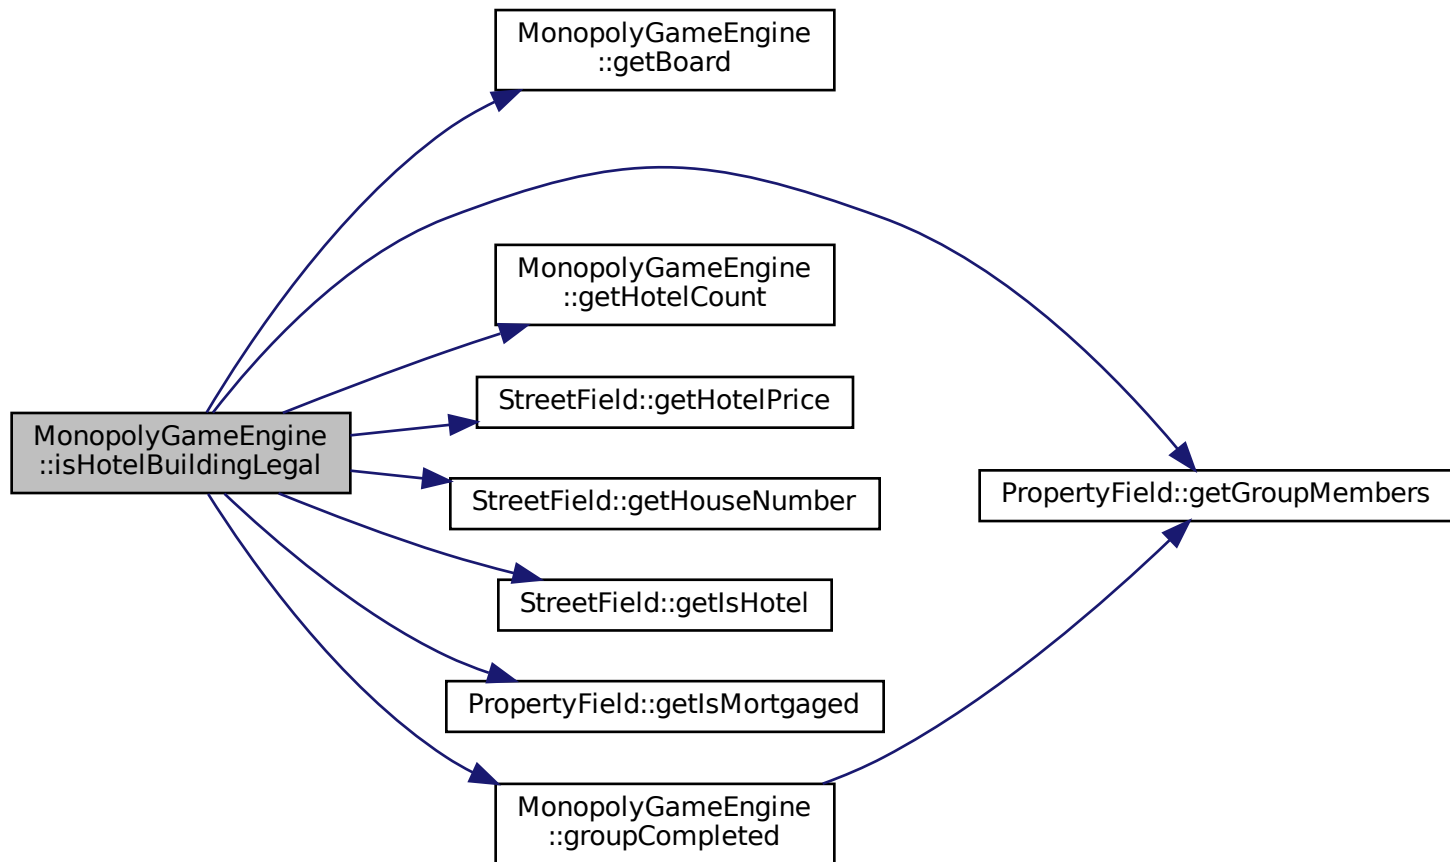 MonopolyGameEngine
::getBoard
MonopolyGameEngine
::getHotelCount
StreetField::getHotelPrice
MonopolyGameEngine
::isHotelBuildingLegal
StreetField::getHouseNumber
PropertyField::getGroupMembers
StreetField::getIsHotel
PropertyField::getIsMortgaged
MonopolyGameEngine
::groupCompleted